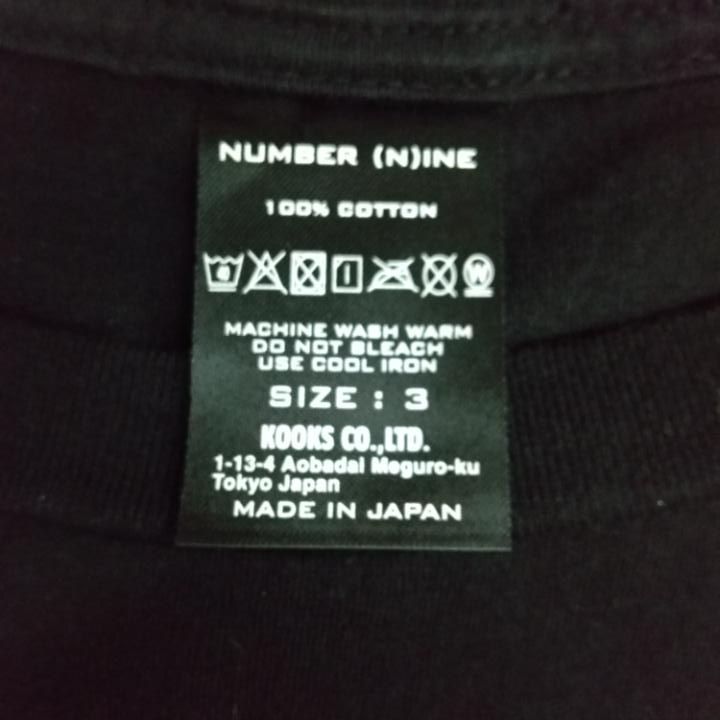 NUMBER (N)INE
100% COTTON
W
MACHINE WASH WARM
DO NOT BLEACH
USE COOL IRON
SIZE : 3
KOOKS CO.,LTD.
1-13-4 Aobadai Meguro-ku
Tokyo Japan
MADE IN JAPAN